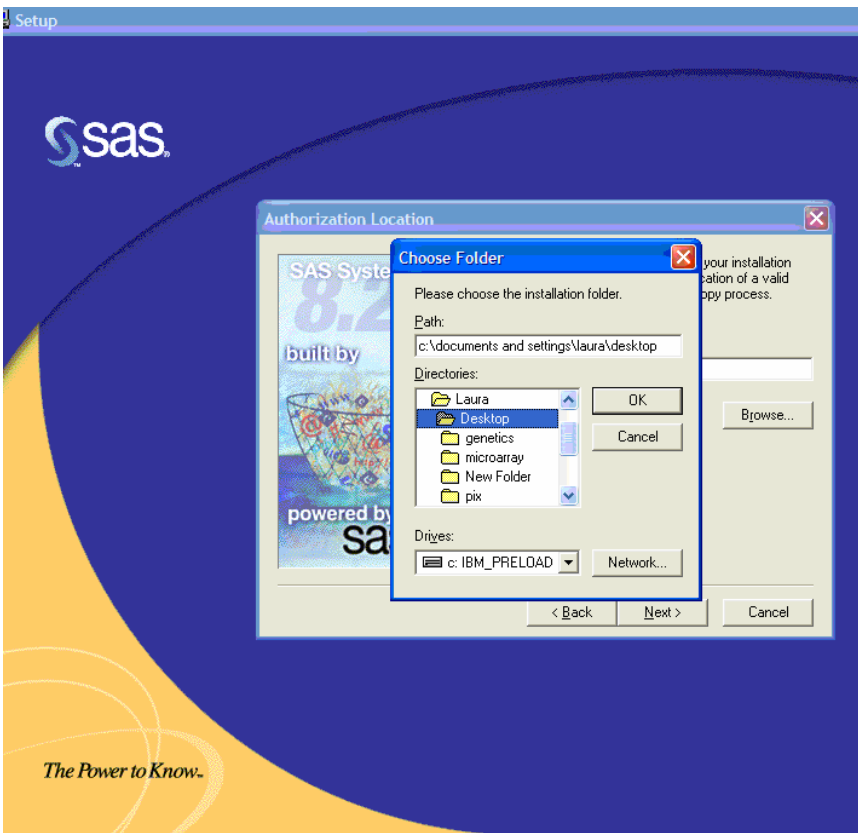 Setup
sas
Authorization Location
SAS Syste
8.2
built by
powered by
sa
your installation
cation of a valid
opy process.
Choose Folder
Please choose the installation folder.
Path:
c:\documents and settings\laura\desktop
Directories:
Laura
Desktop
genetics
microarray
New Folder
pix
OK
Cancel
Drives:
c: IBM_PRELOAD
Network...
Browse...
< Back
Next >
Cancel
The Power to Know™